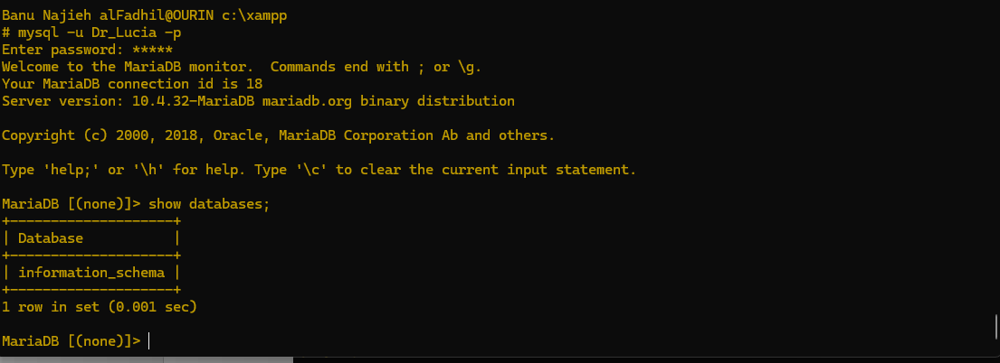 Banu Najieh alFadhil@OURIN c:\xampp
# mysql -u Dr_Lucia -p
Enter password: *****
Welcome to the MariaDB monitor.  Commands end with ; or \g.
Your MariaDB connection id is 18
Server version: 10.4.32-MariaDB mariadb.org binary distribution

Copyright (c) 2000, 2018, Oracle, MariaDB Corporation Ab and others.

Type 'help;' or '\h' for help. Type '\c' to clear the current input statement.

MariaDB [(none)]> show databases;
+--------------------+
| Database           |
+--------------------+
| information_schema |
+--------------------+
1 row in set (0.001 sec)

MariaDB [(none)]>